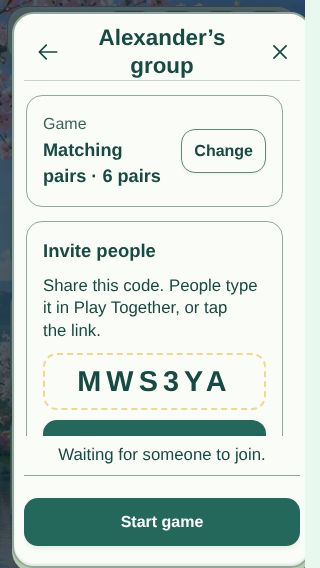 Alexander’s
group
Game
Matching
pairs · 6 pairs
Change
Invite people
Share this code. People type
it in Play Together, or tap
the link.
MWS3YA
Waiting for someone to join.
Start game